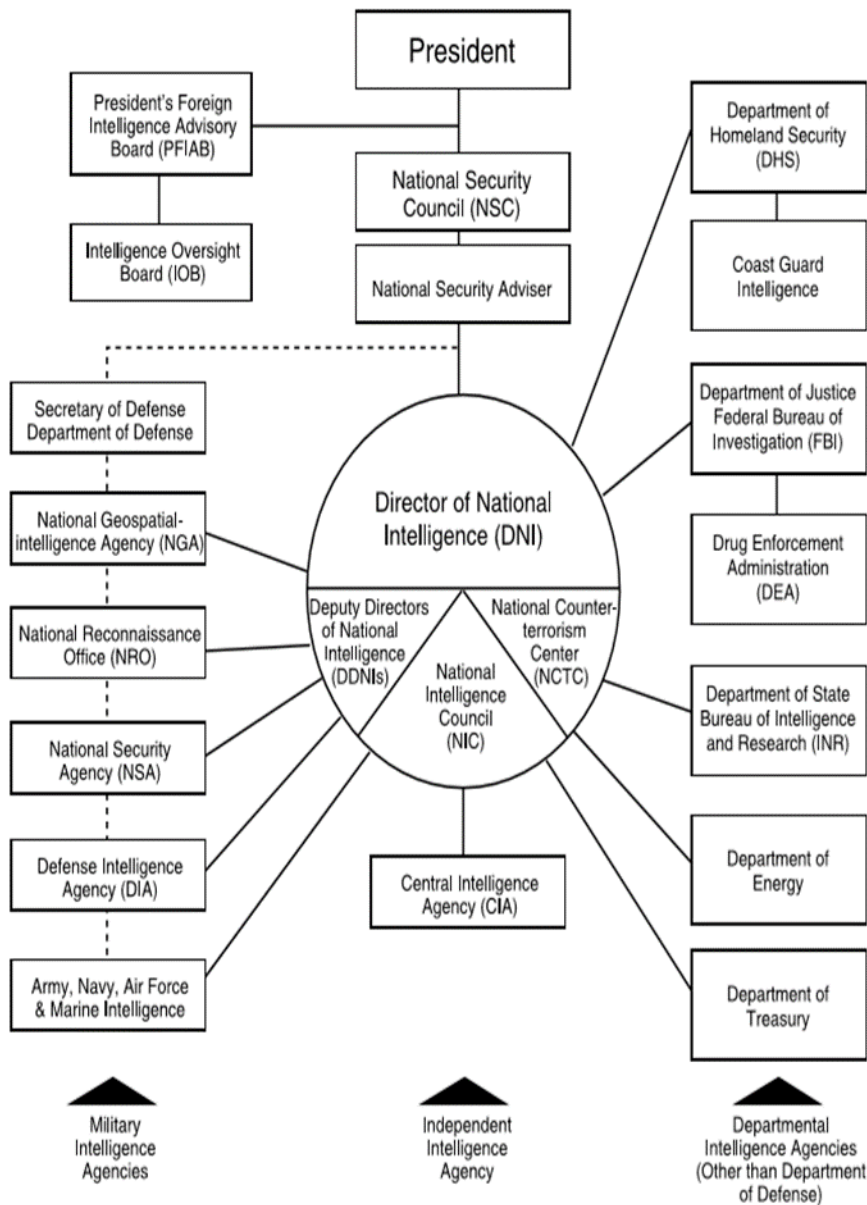 President
President's Foreign
Intelligence Advisory
Board (PFIAB)
Intelligence Oversight
Board (IOB)
National Security
Council (NSC)
National Security Adviser
Department of
Homeland Security
(DHS)
Coast Guard
Intelligence
Secretary of Defense
Department of Defense
National Geospatial-
intelligence Agency (NGA)
National Reconnaissance
Office (NRO)
National Security
Agency (NSA)
Defense Intelligence
Agency (DIA)
Army, Navy, Air Force
& Marine Intelligence
Director of National
Intelligence (DNI)
Deputy Directors
of National
Intelligence
(DDNIs)
National
Intelligence
Council
(NIC)
National Counter-
terrorism
Center
(NCTC)
Central Intelligence
Agency (CIA)
Department of Justice
Federal Bureau of
Investigation (FBI)
Drug Enforcement
Administration
(DEA)
Department of State
Bureau of Intelligence
and Research (INR)
Department of
Energy
Department of
Treasury
Military
Intelligence
Agencies
Independent
Intelligence
Agency
Departmental
Intelligence Agencies
(Other than Department
of Defense)